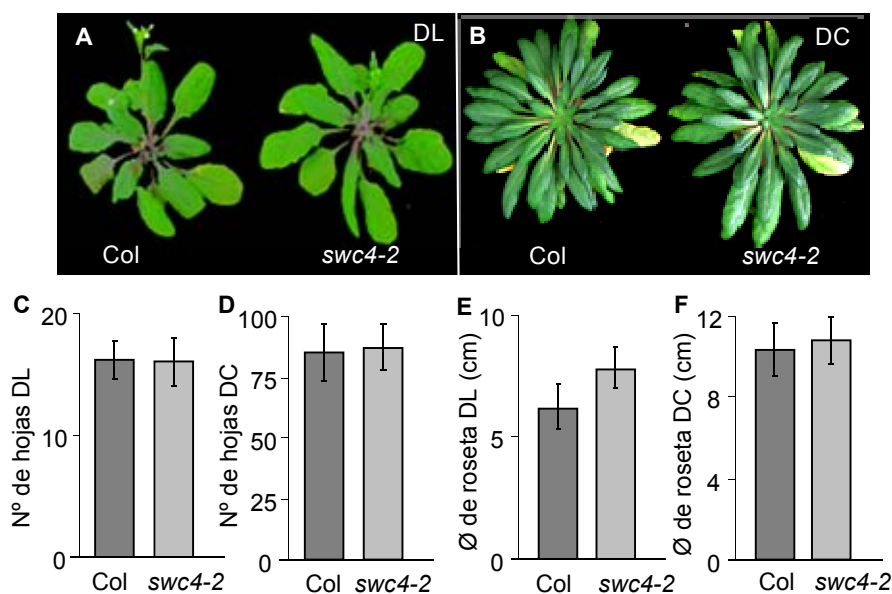 A
DL
Col
swc4-2
B
DC
Col
swc4-2
C
Nº de hojas DL
20
10
0
Col
swc4-2
D
Nº de hojas DC
100
75
50
25
0
Col
swc4-2
E
Ø de roseta DL (cm)
10
5
0
Col
swc4-2
F
Ø de roseta DC (cm)
12
8
4
0
Col
swc4-2